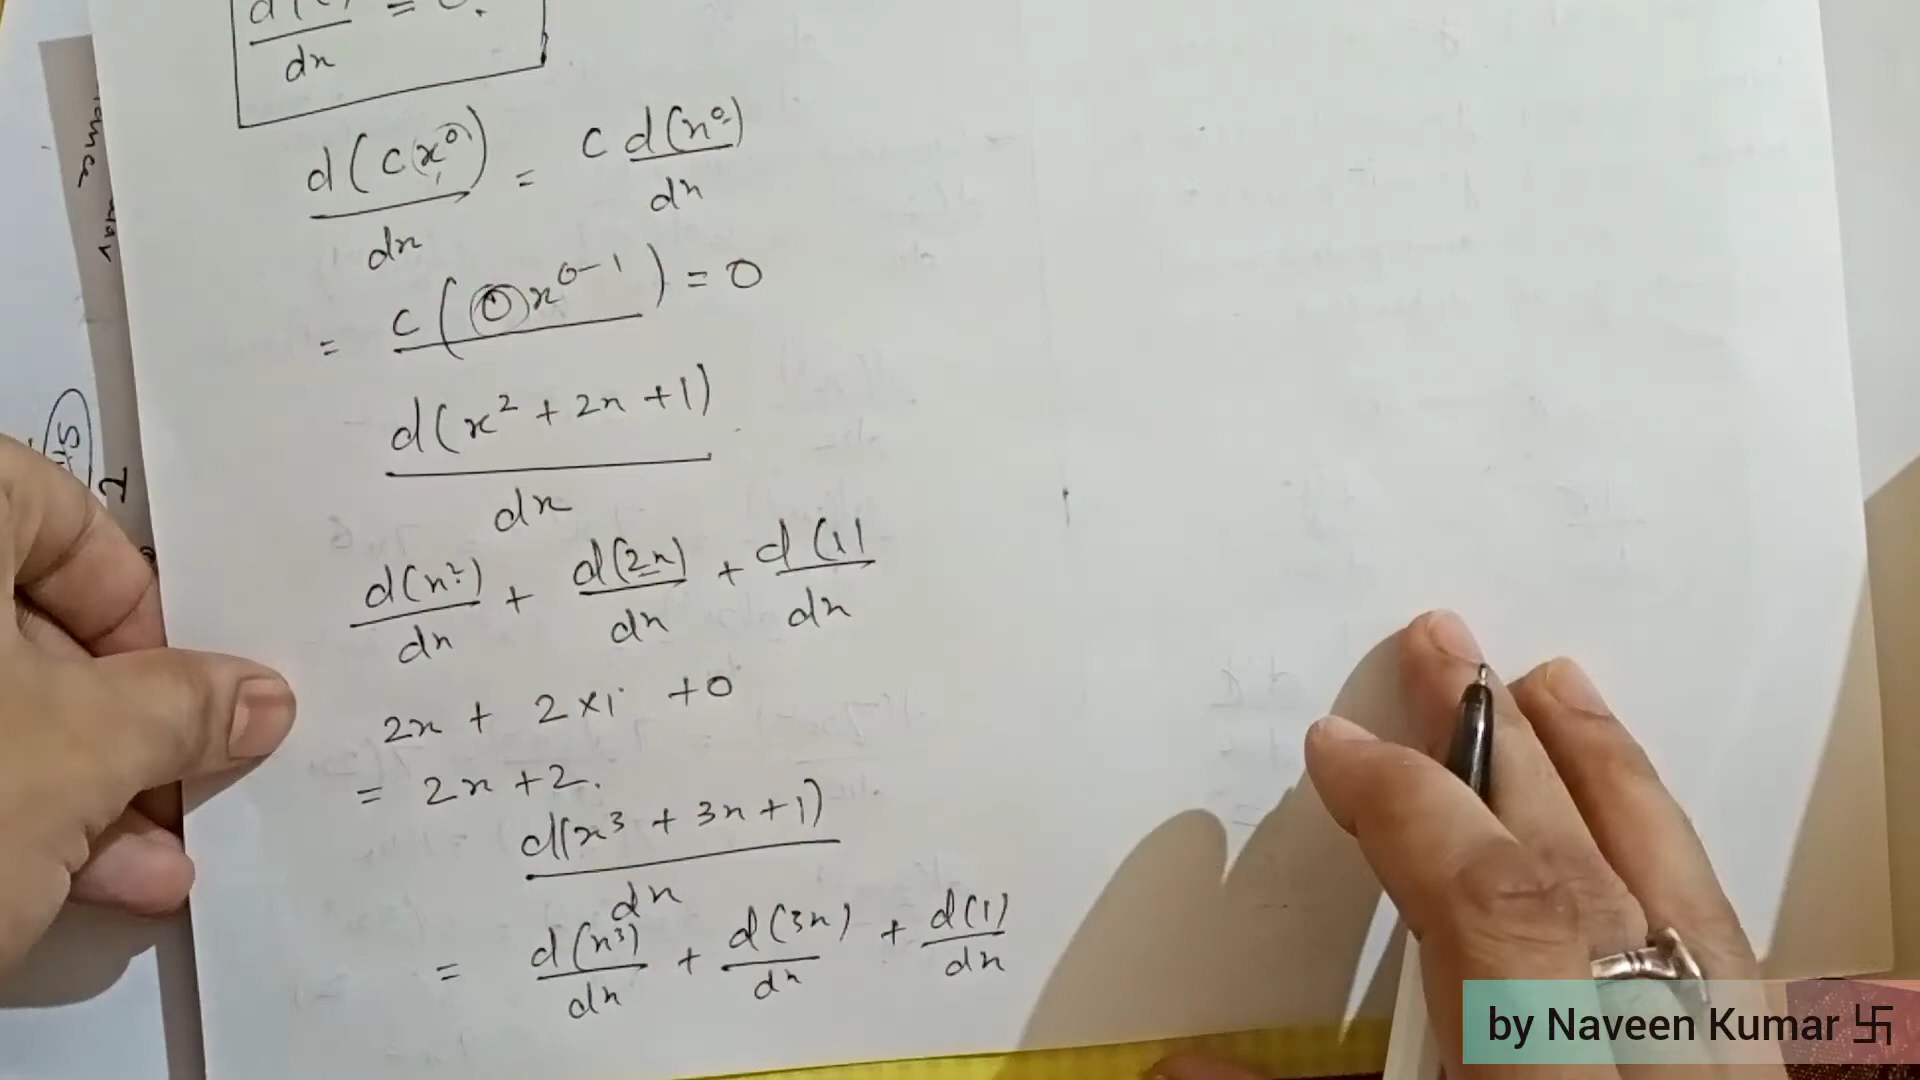 dx
d(cx⁰)/dx = c d(x⁰)/dx
= c(0x⁰⁻¹) = 0
d(x² + 2x + 1)
dx
d(x²)/dx + d(2x)/dx + d(1)/dx
2x + 2×1 + 0
= 2x + 2.
d(x³ + 3x + 1)
dx
= d(x³)/dx + d(3x)/dx + d(1)/dx
by Naveen Kumar 卐